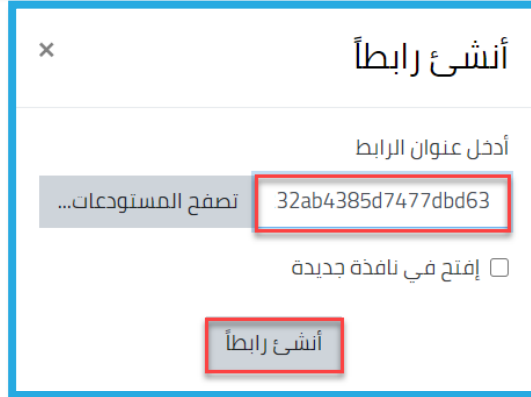 أنشئ رابطاً ×
أدخل عنوان الرابط
32ab4385d7477dbd63 تصفح المستودعات...
إفتح في نافذة جديدة
أنشئ رابطاً